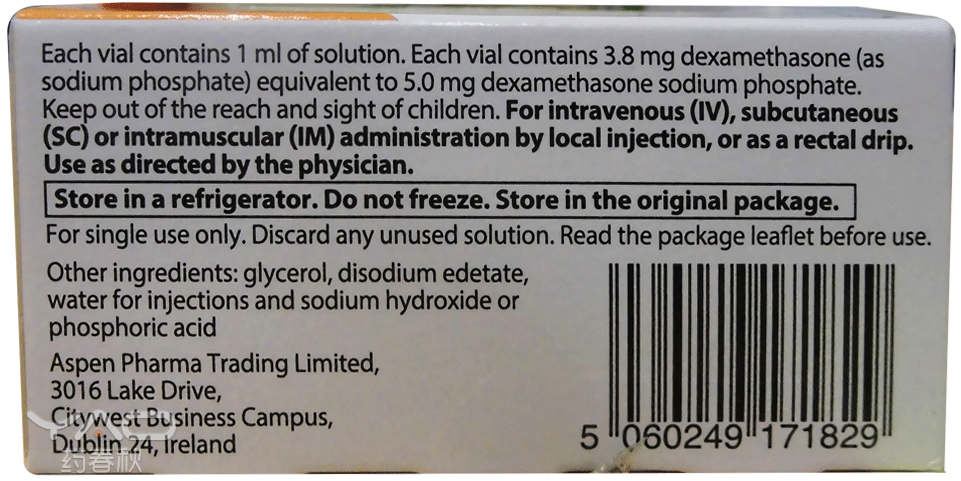 Each vial contains 1 ml of solution. Each vial contains 3.8 mg dexamethasone (as
sodium phosphate) equivalent to 5.0 mg dexamethasone sodium phosphate.
Keep out of the reach and sight of children. For intravenous (IV), subcutaneous
(SC) or intramuscular (IM) administration by local injection, or as a rectal drip.
Use as directed by the physician.
Store in a refrigerator. Do not freeze. Store in the original package.
For single use only. Discard any unused solution. Read the package leaflet before use.
Other ingredients: glycerol, disodium edetate,
water for injections and sodium hydroxide or
phosphoric acid
Aspen Pharma Trading Limited,
3016 Lake Drive,
Citywest Business Campus,
Dublin 24, Ireland
5 060249 171829
药春秋